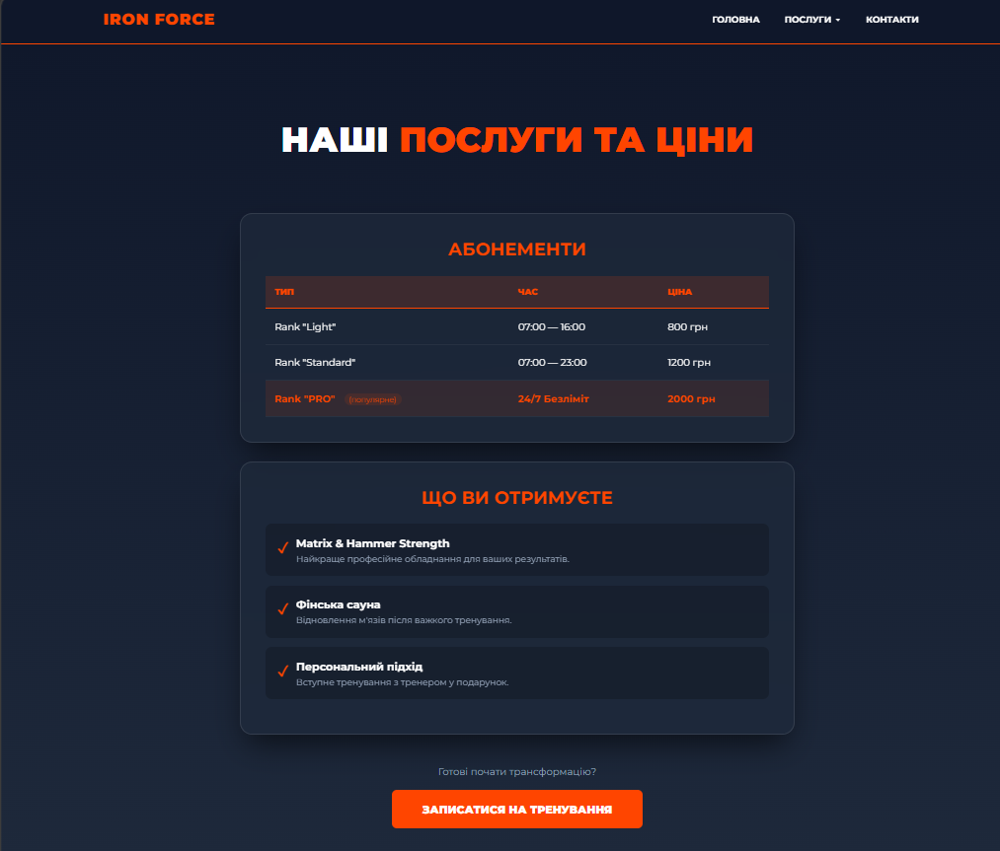 IRON FORCE
ГОЛОВНА ПОСЛУГИ КОНТАКТИ
НАШІ ПОСЛУГИ ТА ЦІНИ
АБОНЕМЕНТИ
ТИП ЧАС ЦІНА
Rank "Light" 07:00 — 16:00 800 грн
Rank "Standard" 07:00 — 23:00 1200 грн
Rank "PRO" (популярне) 24/7 Безліміт 2000 грн
ЩО ВИ ОТРИМУЄТЕ
✓ Matrix & Hammer Strength
Найкраще професійне обладнання для ваших результатів.
✓ Фінська сауна
Відновлення м'язів після важкого тренування.
✓ Персональний підхід
Вступне тренування з тренером у подарунок.
Готові почати трансформацію?
ЗАПИСАТИСЯ НА ТРЕНУВАННЯ